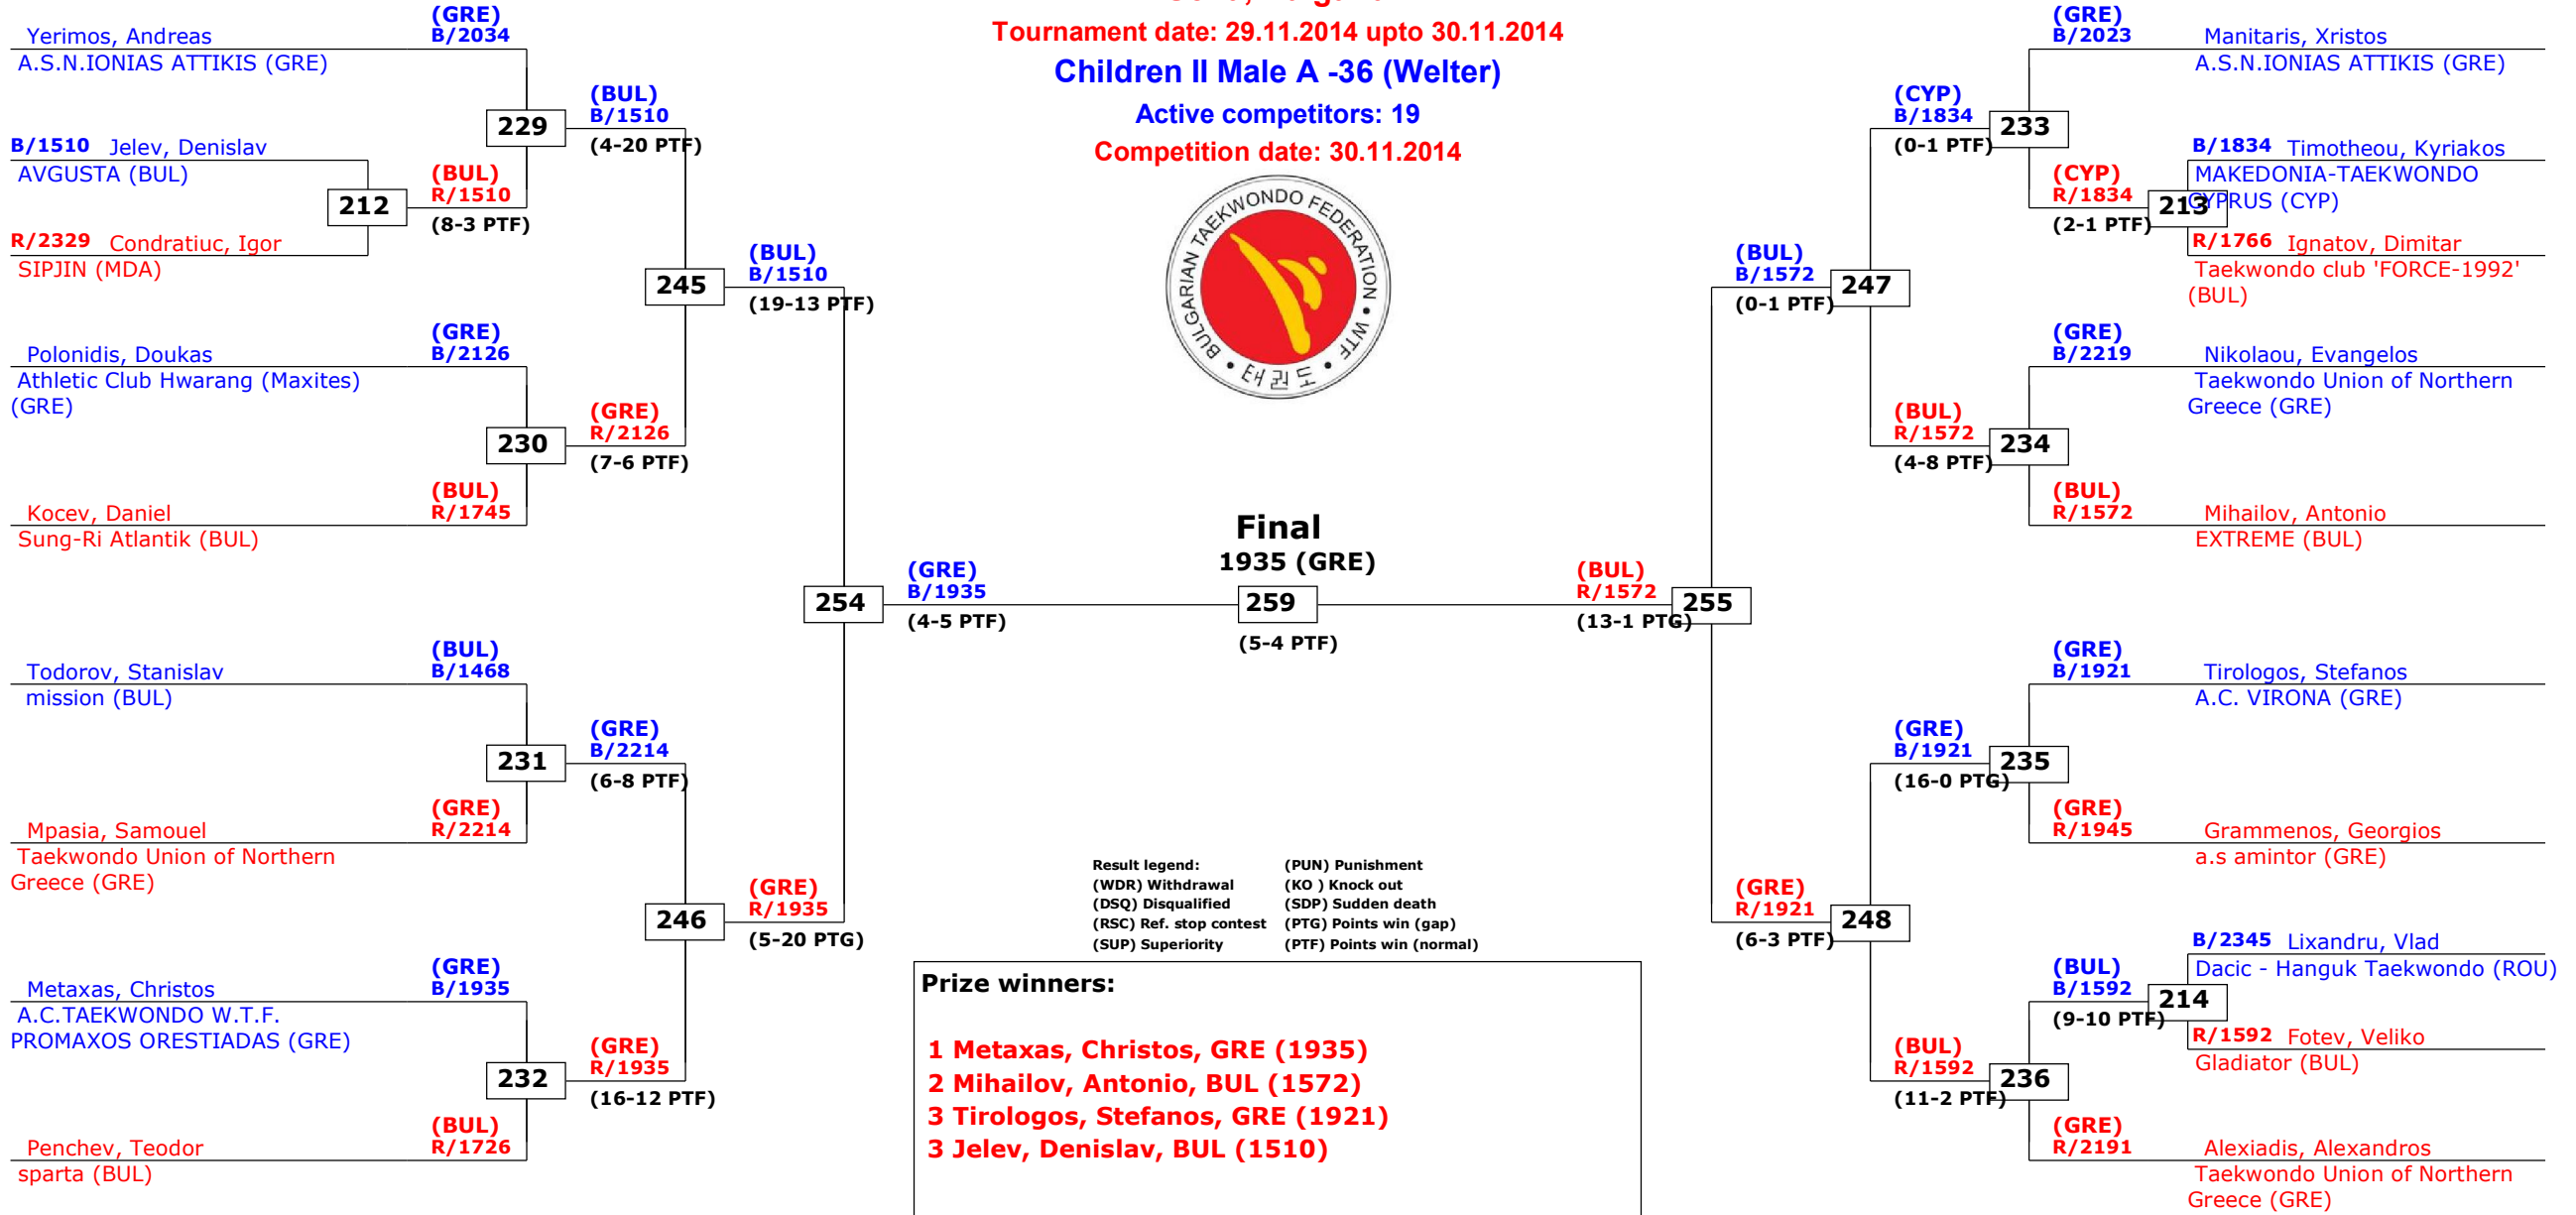 Tournament date: 29.11.2014 upto 30.11.2014
Children II Male A -36 (Welter)
Active competitors: 19
Competition date: 30.11.2014
BULGARIAN TAEKWONDO FEDERATION • WTF • 태권도 •
(GRE)
Yerimos, Andreas B/2034
A.S.N.IONIAS ATTIKIS (GRE)
229
(BUL)
B/1510
(4-20 PTF)
B/1510 Jelev, Denislav
AVGUSTA (BUL)
212
(BUL)
R/1510
(8-3 PTF)
R/2329 Condratiuc, Igor
SIPJIN (MDA)
245
(BUL)
B/1510
(19-13 PTF)
(GRE)
Polonidis, Doukas B/2126
Athletic Club Hwarang (Maxites)
(GRE)
230
(GRE)
R/2126
(7-6 PTF)
(BUL)
Kocev, Daniel R/1745
Sung-Ri Atlantik (BUL)
254
(GRE)
B/1935
(4-5 PTF)
(BUL)
Todorov, Stanislav B/1468
mission (BUL)
231
(GRE)
B/2214
(6-8 PTF)
(GRE)
Mpasia, Samouel R/2214
Taekwondo Union of Northern
Greece (GRE)
246
(GRE)
R/1935
(5-20 PTG)
(GRE)
Metaxas, Christos B/1935
A.C.TAEKWONDO W.T.F.
PROMAXOS ORESTIADAS (GRE)
232
(GRE)
R/1935
(16-12 PTF)
(BUL)
Penchev, Teodor R/1726
sparta (BUL)
Final
1935 (GRE)
259
(5-4 PTF)
(BUL)
R/1572
(13-1 PTG)
255
(GRE)
B/2023 Manitaris, Xristos
A.S.N.IONIAS ATTIKIS (GRE)
(CYP)
B/1834
(0-1 PTF)
233
B/1834 Timotheou, Kyriakos
MAKEDONIA-TAEKWONDO
CYPRUS (CYP)
(CYP)
R/1834
(2-1 PTF)
213
R/1766 Ignatov, Dimitar
Taekwondo club 'FORCE-1992'
(BUL)
(BUL)
B/1572
(0-1 PTF)
247
(GRE)
B/2219 Nikolaou, Evangelos
Taekwondo Union of Northern
Greece (GRE)
(BUL)
R/1572
(4-8 PTF)
234
(BUL)
R/1572 Mihailov, Antonio
EXTREME (BUL)
(GRE)
B/1921 Tirologos, Stefanos
A.C. VIRONA (GRE)
(GRE)
B/1921
(16-0 PTG)
235
(GRE)
R/1945 Grammenos, Georgios
a.s amintor (GRE)
(GRE)
R/1921
(6-3 PTF)
248
B/2345 Lixandru, Vlad
Dacic - Hanguk Taekwondo (ROU)
(BUL)
B/1592
(9-10 PTF)
214
R/1592 Fotev, Veliko
Gladiator (BUL)
(BUL)
R/1592
(11-2 PTF)
236
(GRE)
R/2191 Alexiadis, Alexandros
Taekwondo Union of Northern
Greece (GRE)
Result legend: (PUN) Punishment
(WDR) Withdrawal (KO ) Knock out
(DSQ) Disqualified (SDP) Sudden death
(RSC) Ref. stop contest (PTG) Points win (gap)
(SUP) Superiority (PTF) Points win (normal)
Prize winners:
1 Metaxas, Christos, GRE (1935)
2 Mihailov, Antonio, BUL (1572)
3 Tirologos, Stefanos, GRE (1921)
3 Jelev, Denislav, BUL (1510)